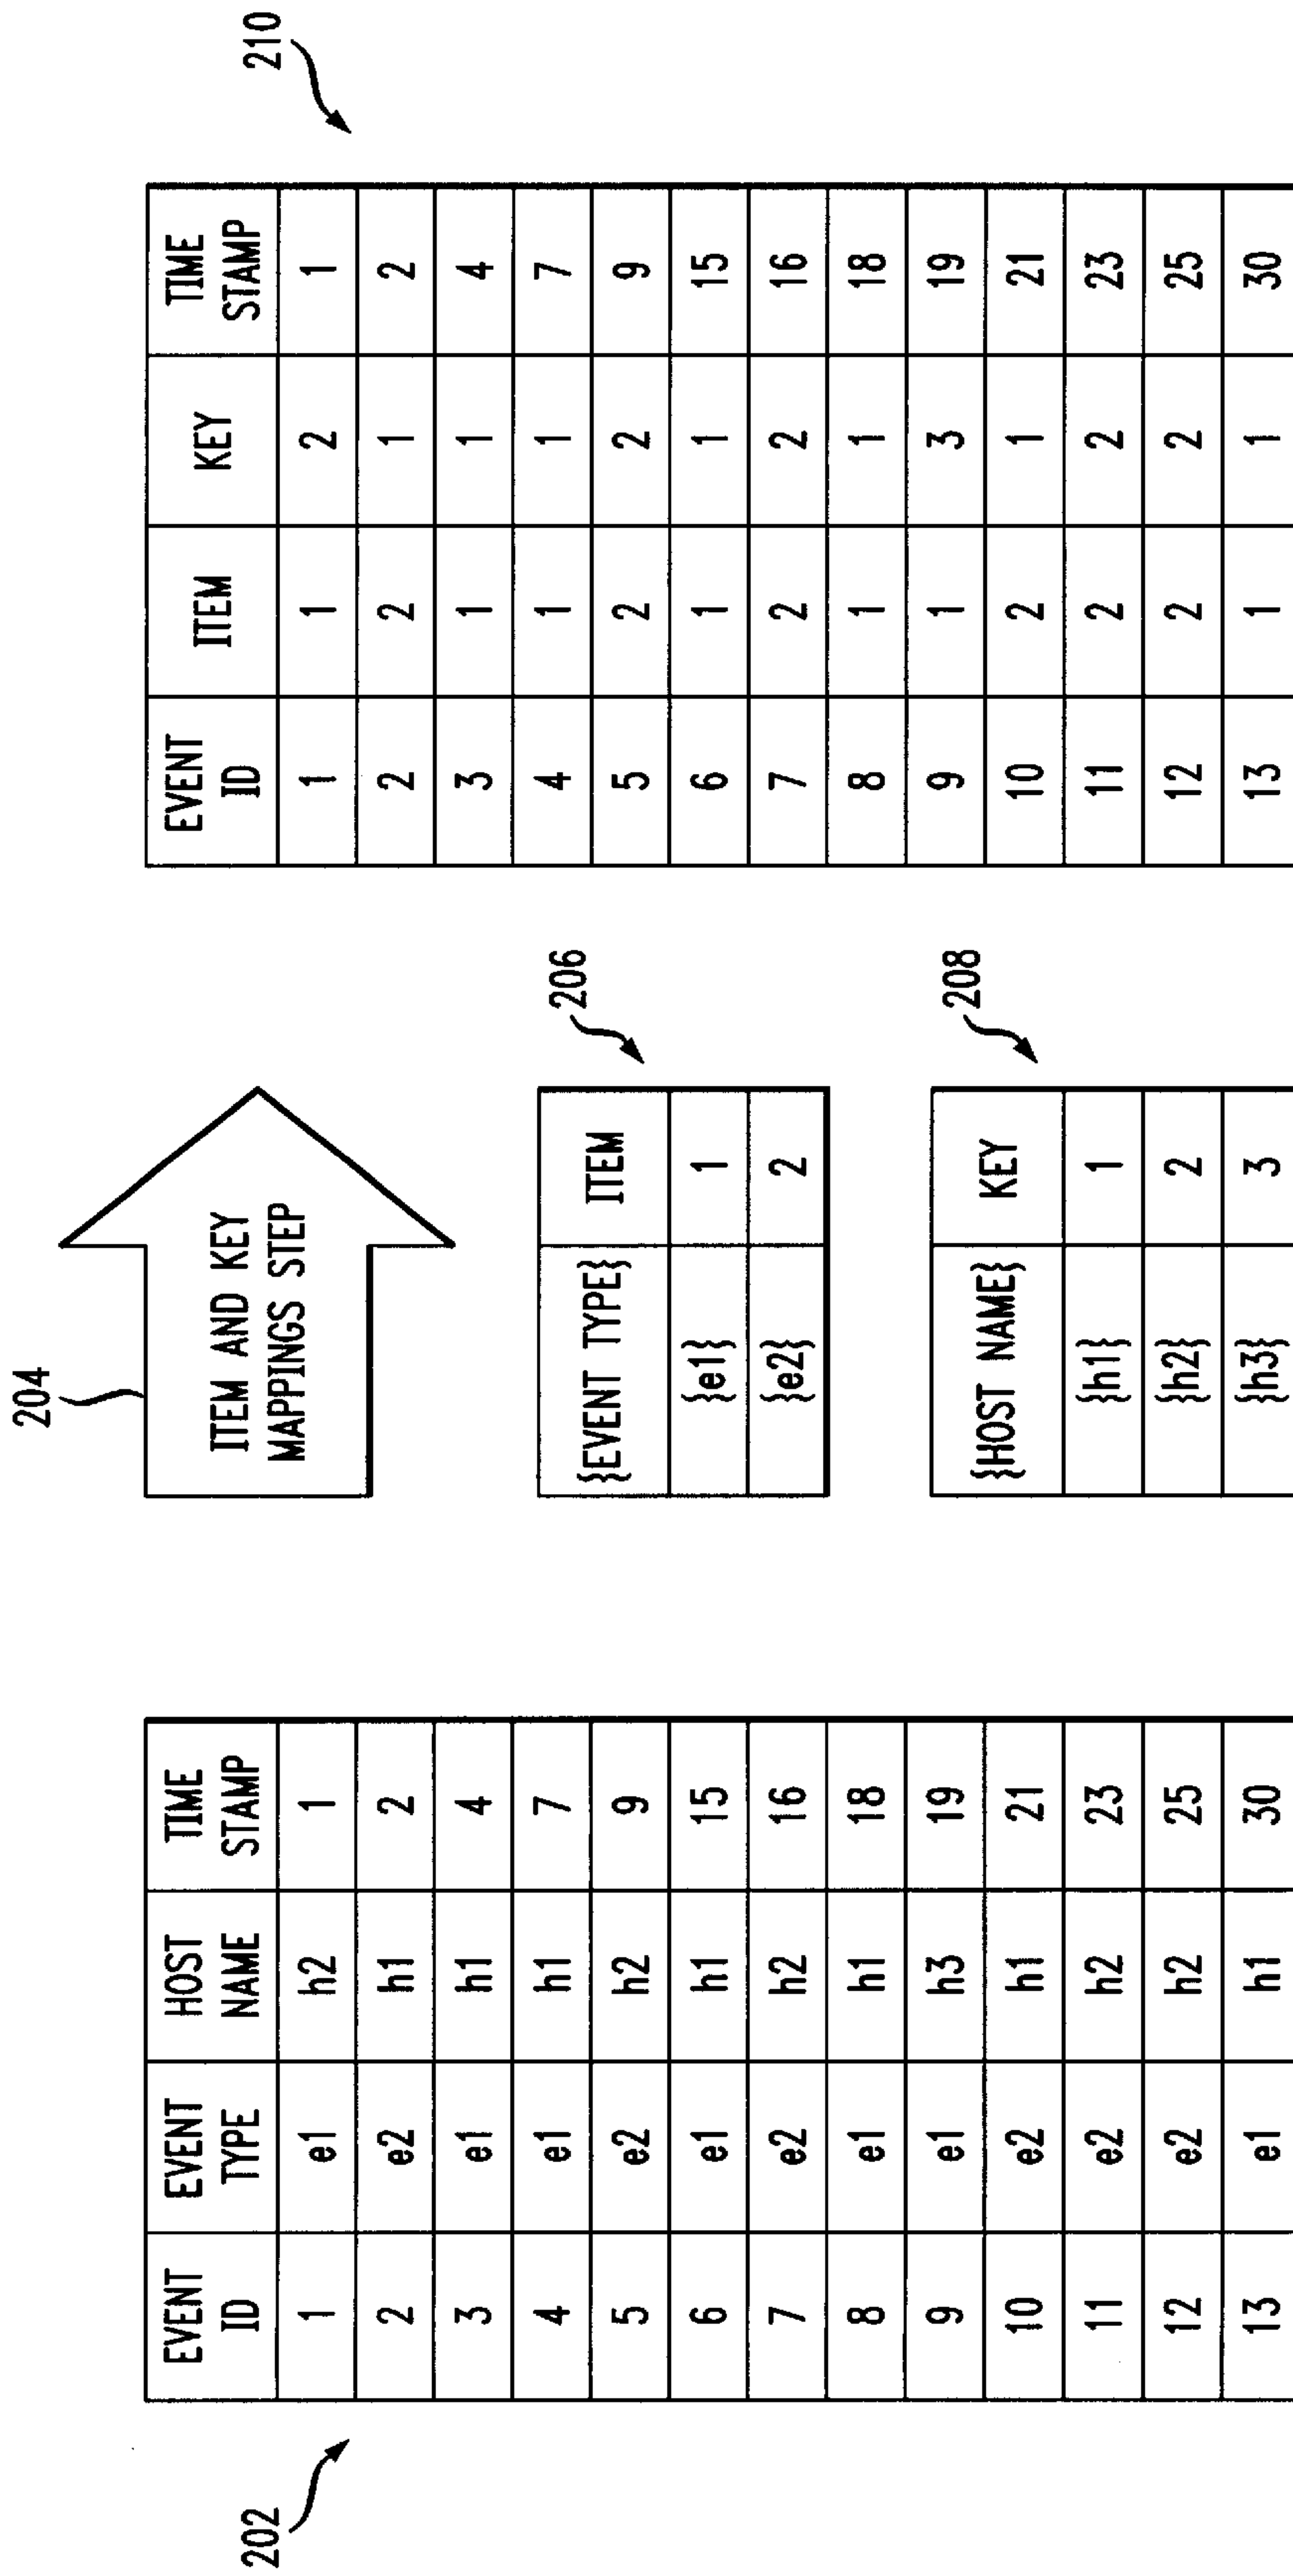 202
EVENT ID | EVENT TYPE | HOST NAME | TIME STAMP
1 | e1 | h2 | 1
2 | e2 | h1 | 2
3 | e1 | h1 | 4
4 | e1 | h1 | 7
5 | e2 | h2 | 9
6 | e1 | h1 | 15
7 | e2 | h2 | 16
8 | e1 | h1 | 18
9 | e1 | h3 | 19
10 | e2 | h1 | 21
11 | e2 | h2 | 23
12 | e2 | h2 | 25
13 | e1 | h1 | 30
204
ITEM AND KEY
MAPPINGS STEP
206
{EVENT TYPE} | ITEM
{e1} | 1
{e2} | 2
208
{HOST NAME} | KEY
{h1} | 1
{h2} | 2
{h3} | 3
210
EVENT ID | ITEM | KEY | TIME STAMP
1 | 1 | 2 | 1
2 | 2 | 1 | 2
3 | 1 | 1 | 4
4 | 1 | 1 | 7
5 | 2 | 2 | 9
6 | 1 | 1 | 15
7 | 2 | 2 | 16
8 | 1 | 1 | 18
9 | 1 | 3 | 19
10 | 2 | 1 | 21
11 | 2 | 2 | 23
12 | 2 | 2 | 25
13 | 1 | 1 | 30